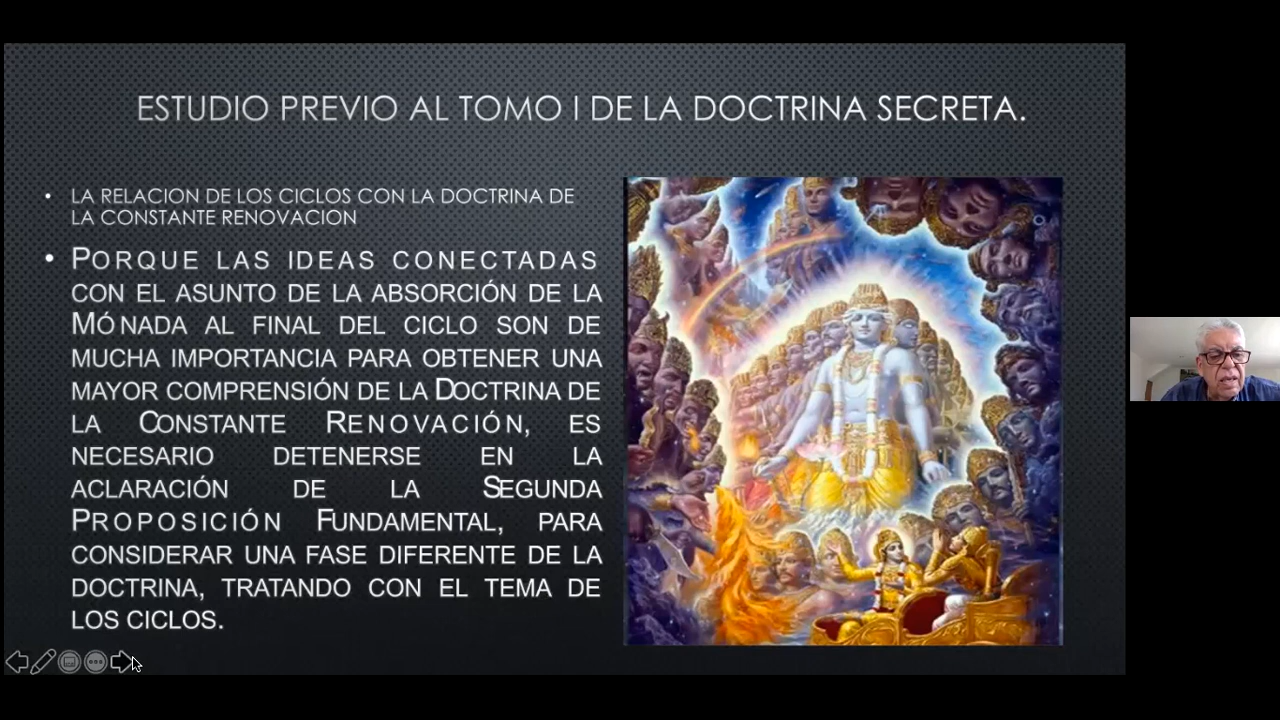 ESTUDIO PREVIO AL TOMO I DE LA DOCTRINA SECRETA.
• LA RELACION DE LOS CICLOS CON LA DOCTRINA DE
LA CONSTANTE RENOVACION
• PORQUE LAS IDEAS CONECTADAS
CON EL ASUNTO DE LA ABSORCIÓN DE LA
MÓNADA AL FINAL DEL CICLO SON DE
MUCHA IMPORTANCIA PARA OBTENER UNA
MAYOR COMPRENSIÓN DE LA DOCTRINA DE
LA CONSTANTE RENOVACIÓN, ES
NECESARIO DETENERSE EN LA
ACLARACIÓN DE LA SEGUNDA
PROPOSICIÓN FUNDAMENTAL, PARA
CONSIDERAR UNA FASE DIFERENTE DE LA
DOCTRINA, TRATANDO CON EL TEMA DE
LOS CICLOS.